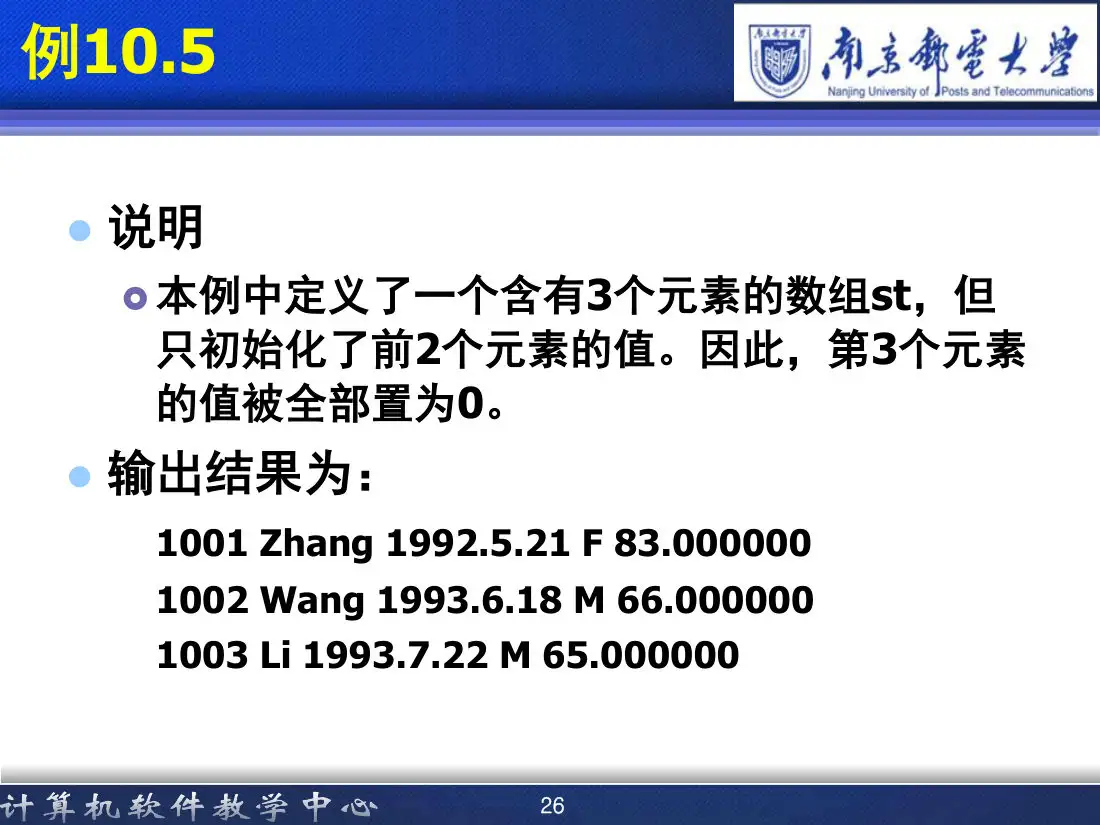 例10.5
南京邮电大学
Nanjing University of Posts and Telecommunications
说明
本例中定义了一个含有3个元素的数组st，但
只初始化了前2个元素的值。因此，第3个元素
的值被全部置为0。
输出结果为：
1001 Zhang 1992.5.21 F 83.000000
1002 Wang 1993.6.18 M 66.000000
1003 Li 1993.7.22 M 65.000000
计算机软件教学中心
26